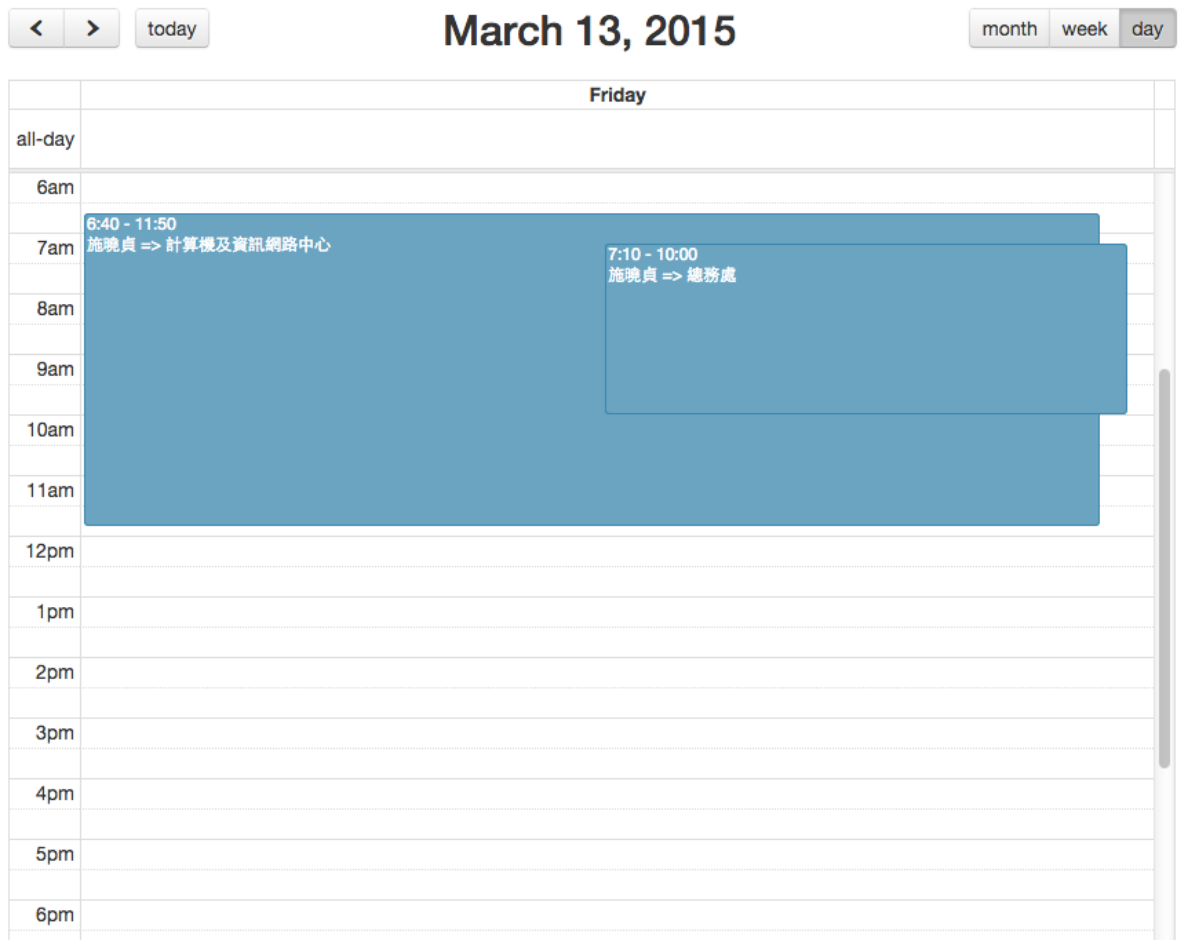 today
March 13, 2015
month week day
Friday
all-day
6am
6:40 - 11:50
施曉貞 => 計算機及資訊網路中心
7am
7:10 - 10:00
施曉貞 => 總務處
8am
9am
10am
11am
12pm
1pm
2pm
3pm
4pm
5pm
6pm